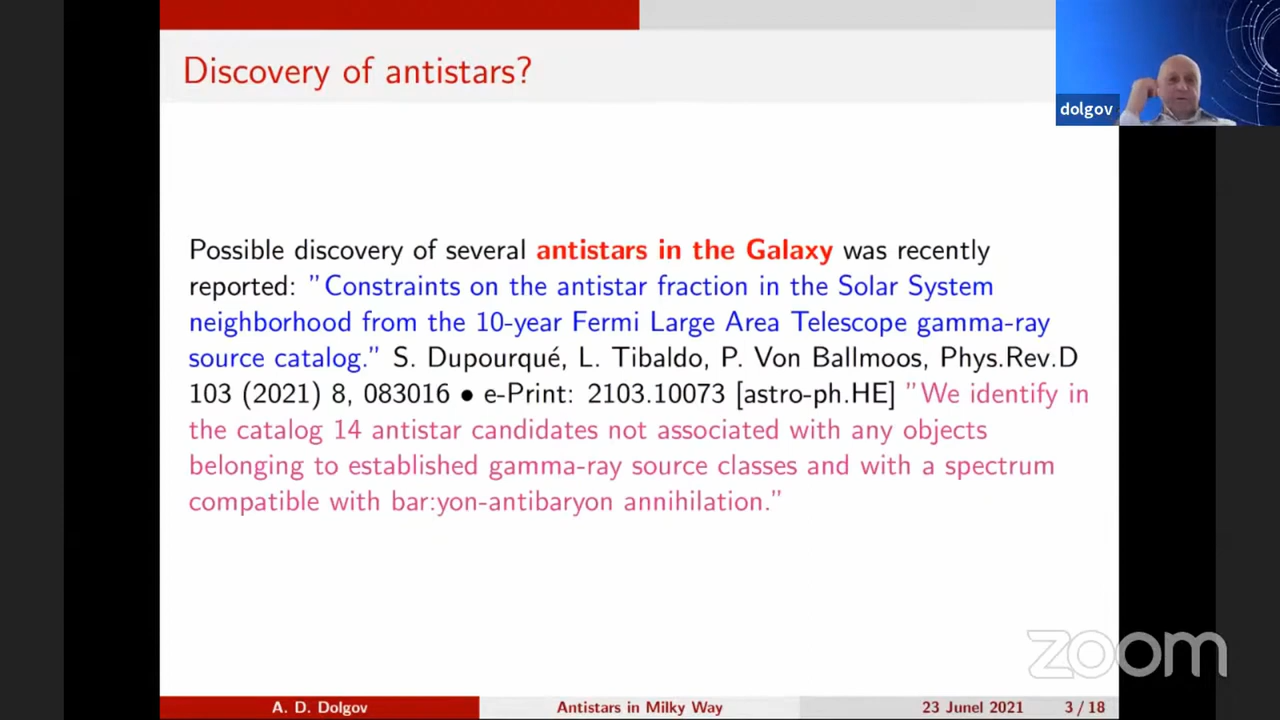 Discovery of antistars?
dolgov
Possible discovery of several antistars in the Galaxy was recently
reported: "Constraints on the antistar fraction in the Solar System
neighborhood from the 10-year Fermi Large Area Telescope gamma-ray
source catalog." S. Dupourqué, L. Tibaldo, P. Von Ballmoos, Phys.Rev.D
103 (2021) 8, 083016 • e-Print: 2103.10073 [astro-ph.HE] "We identify in
the catalog 14 antistar candidates not associated with any objects
belonging to established gamma-ray source classes and with a spectrum
compatible with bar:yon-antibaryon annihilation."
zoom
A. D. Dolgov Antistars in Milky Way 23 Junel 2021 3 / 18